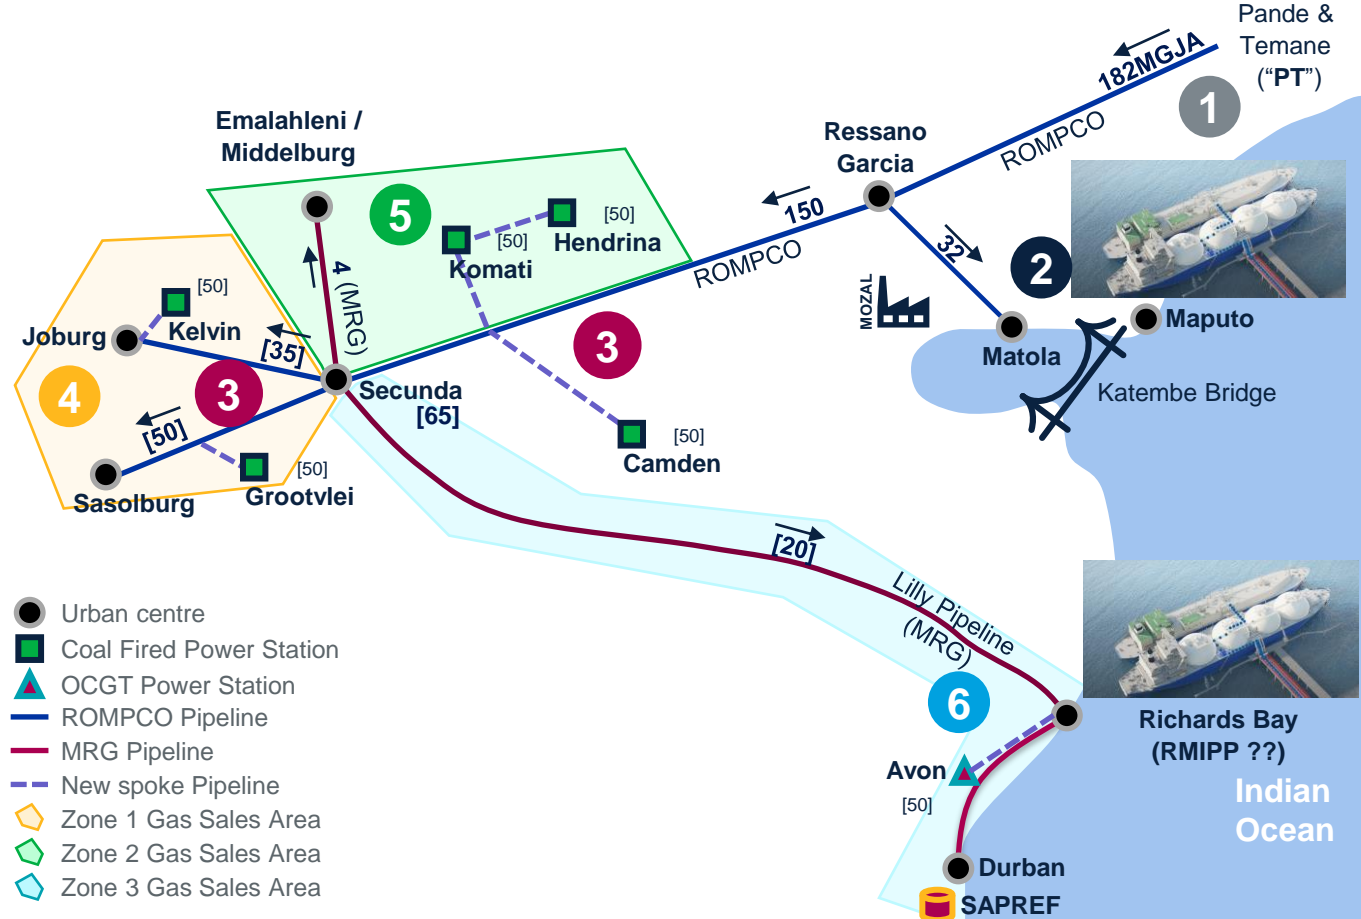 Pande &
Temane
(“PT”)
182MGJA
1
ROMPCO
Ressano
Garcia
Emalahleni /
Middelburg
5
[50]
Hendrina
[50]
Komati
150
ROMPCO
32
2
MOZAL
Matola
Maputo
Katembe Bridge
[50]
Kelvin
Joburg
[35]
4 (MRG)
3
4
3
Secunda
[65]
[50]
Sasolburg
[50]
Grootvlei
[50]
Camden
[20]
Lilly Pipeline
(MRG)
6
Richards Bay
(RMIPP ??)
Avon
[50]
Indian
Ocean
Durban
SAPREF
Urban centre
Coal Fired Power Station
OCGT Power Station
ROMPCO Pipeline
MRG Pipeline
New spoke Pipeline
Zone 1 Gas Sales Area
Zone 2 Gas Sales Area
Zone 3 Gas Sales Area